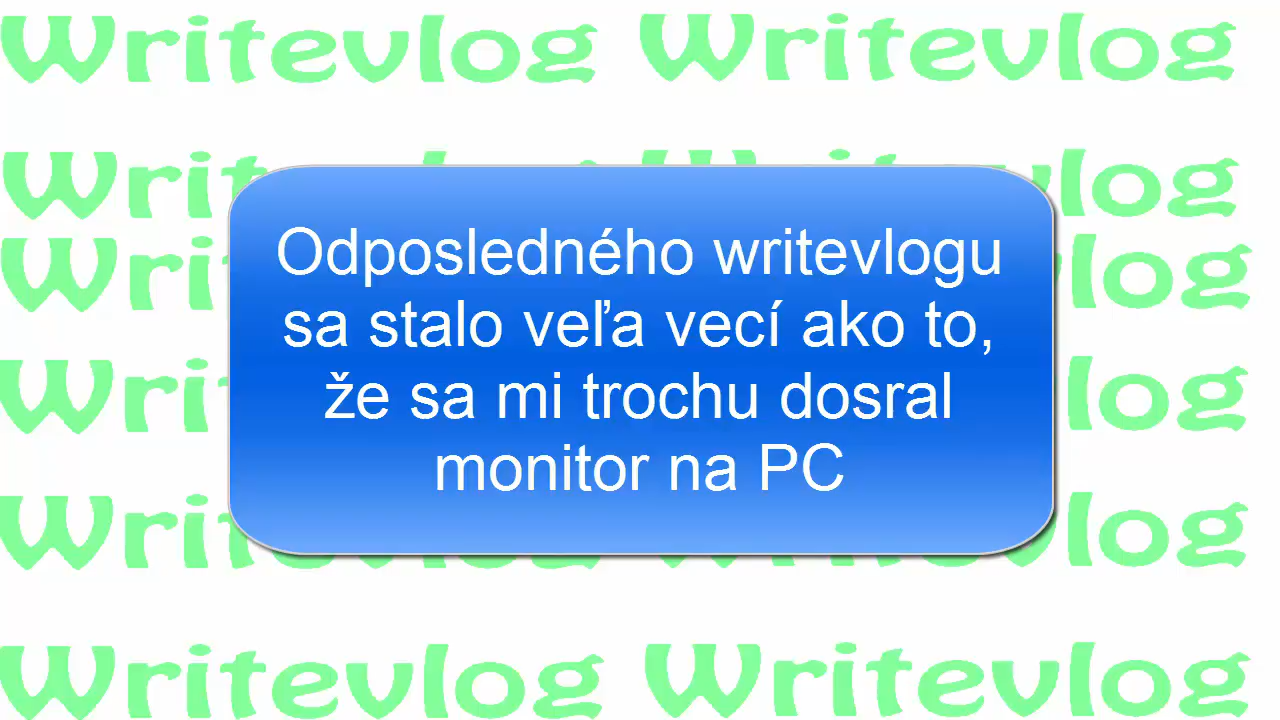 Writevlog Writevlog
Odposledného writevlogu
sa stalo veľa vecí ako to,
že sa mi trochu dosral
monitor na PC
Writevlog Writevlog